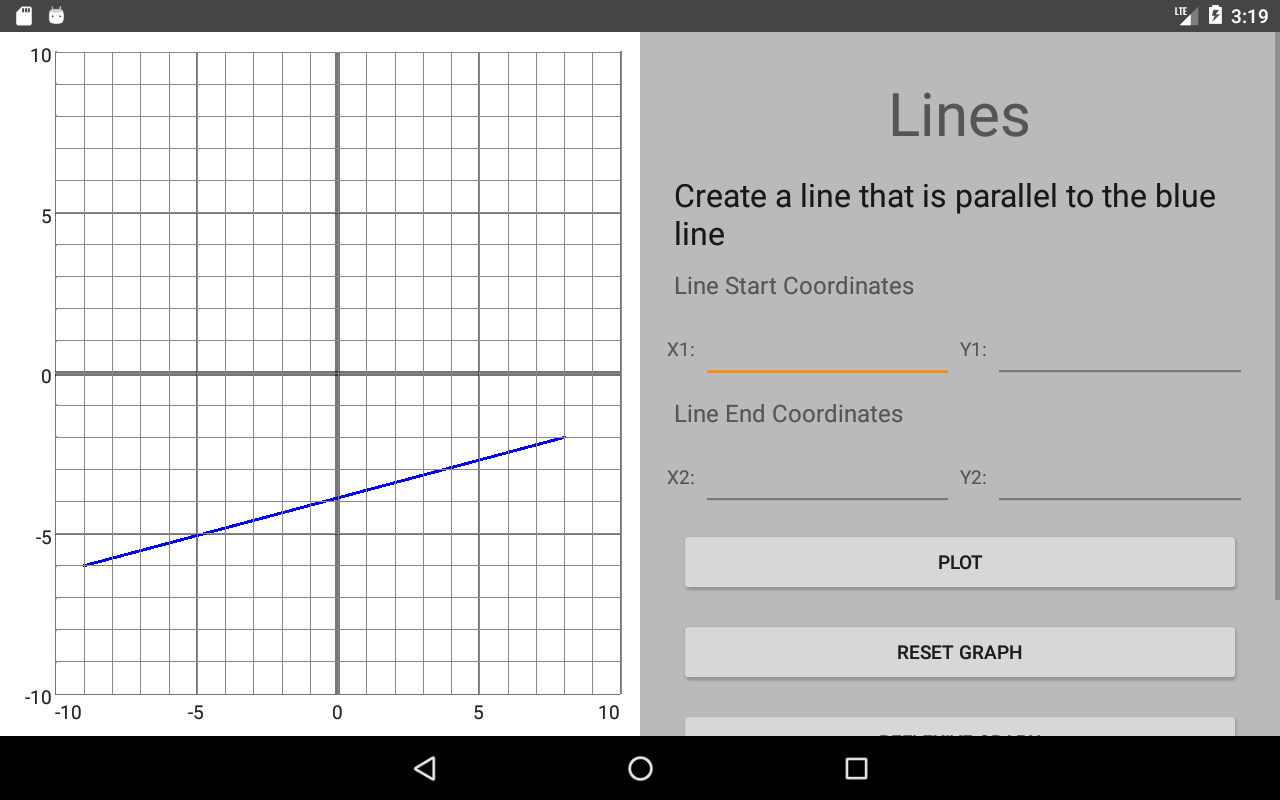 LTE 3:19
10
5
0
-5
-10
-10 -5 0 5 10
Lines
Create a line that is parallel to the blue
line
Line Start Coordinates
X1: Y1:
Line End Coordinates
X2: Y2:
PLOT
RESET GRAPH